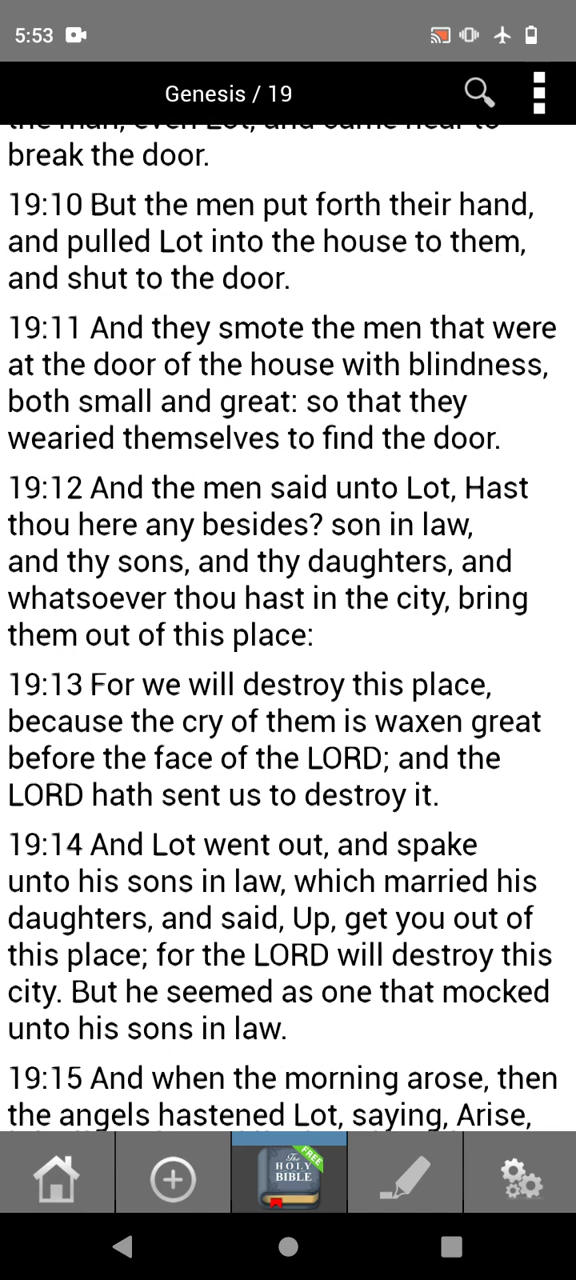 5:53
Genesis / 19
the man, even Lot, and came near to
break the door.
19:10 But the men put forth their hand,
and pulled Lot into the house to them,
and shut to the door.
19:11 And they smote the men that were
at the door of the house with blindness,
both small and great: so that they
wearied themselves to find the door.
19:12 And the men said unto Lot, Hast
thou here any besides? son in law,
and thy sons, and thy daughters, and
whatsoever thou hast in the city, bring
them out of this place:
19:13 For we will destroy this place,
because the cry of them is waxen great
before the face of the LORD; and the
LORD hath sent us to destroy it.
19:14 And Lot went out, and spake
unto his sons in law, which married his
daughters, and said, Up, get you out of
this place; for the LORD will destroy this
city. But he seemed as one that mocked
unto his sons in law.
19:15 And when the morning arose, then
the angels hastened Lot, saying, Arise,
The
HOLY
BIBLE
FREE